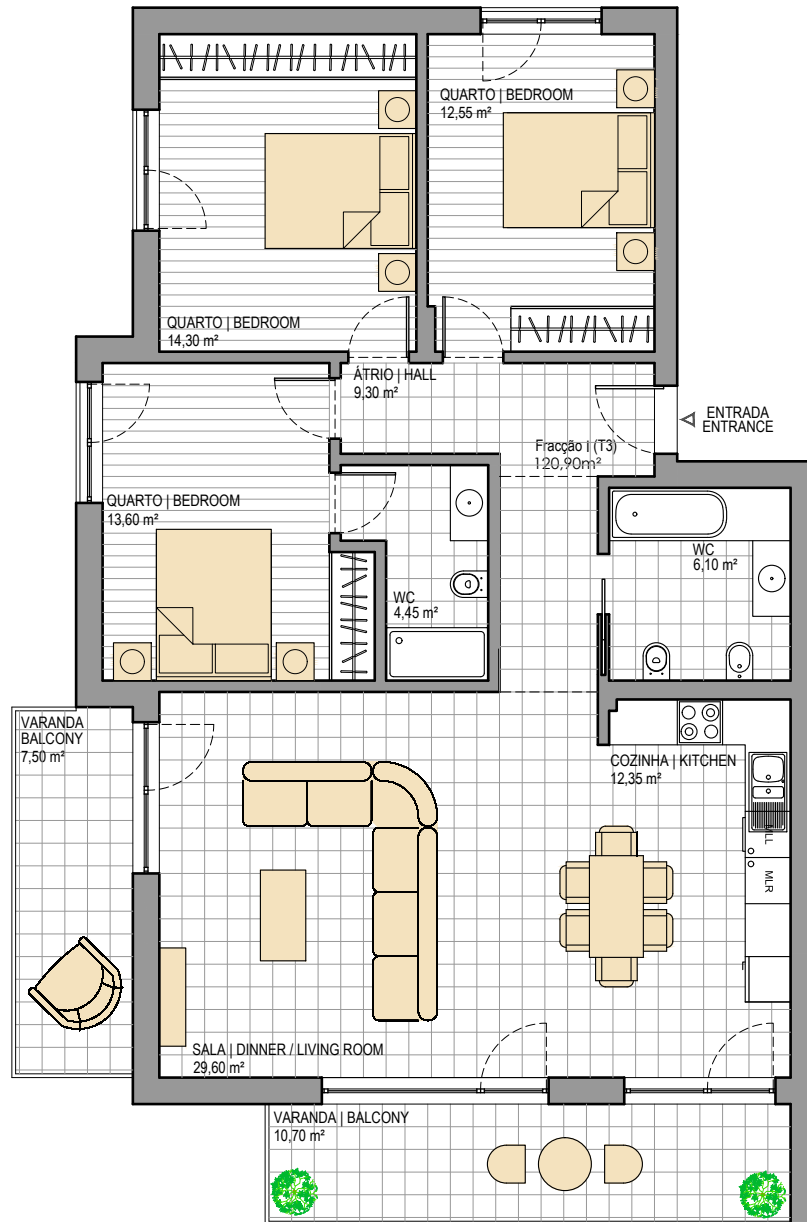 QUARTO | BEDROOM
12,55 m²
QUARTO | BEDROOM
14,30 m²
ÁTRIO | HALL
9,30 m²
ENTRADA
ENTRANCE
Fracção | (T3)
120,90m²
QUARTO | BEDROOM
13,60 m²
WC
6,10 m²
WC
4,45 m²
VARANDA
BALCONY
7,50 m²
COZINHA | KITCHEN
12,35 m²
MLL
MLR
SALA | DINNER / LIVING ROOM
29,60 m²
VARANDA | BALCONY
10,70 m²